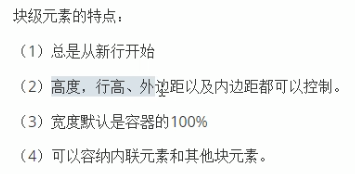 块级元素的特点：
（1）总是从新行开始
（2）高度，行高、外边距以及内边距都可以控制。
（3）宽度默认是容器的100%
（4）可以容纳内联元素和其他块元素。